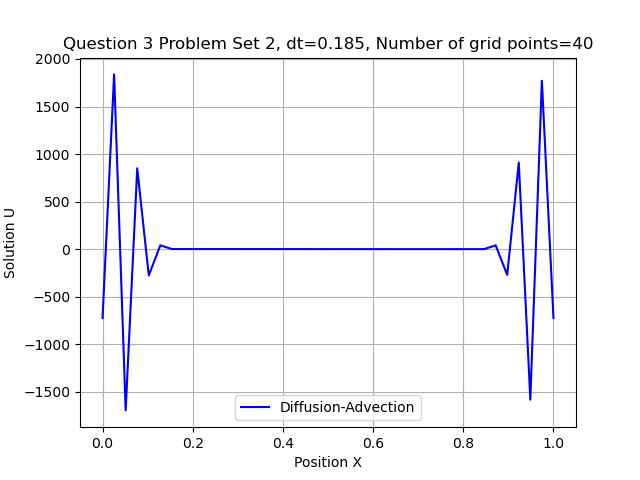 Question 3 Problem Set 2, dt=0.185, Number of grid points=40
2000
1500
1000
500
0
−500
−1000
−1500
Solution U
Diffusion-Advection
0.0 0.2 0.4 0.6 0.8 1.0
Position X